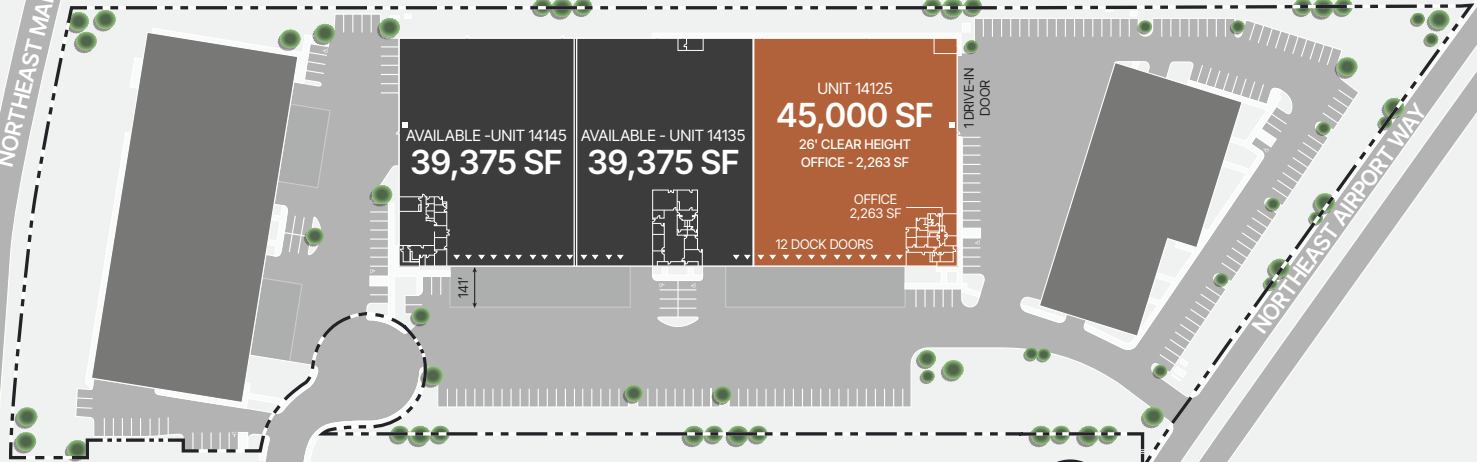 NORTHEAST MA
AVAILABLE -UNIT 14145
39,375 SF
AVAILABLE - UNIT 14135
39,375 SF
UNIT 14125
45,000 SF
26' CLEAR HEIGHT
OFFICE - 2,263 SF
OFFICE
2,263 SF
12 DOCK DOORS
1 DRIVE-IN
DOOR
141'
NORTHEAST AIRPORT WAY